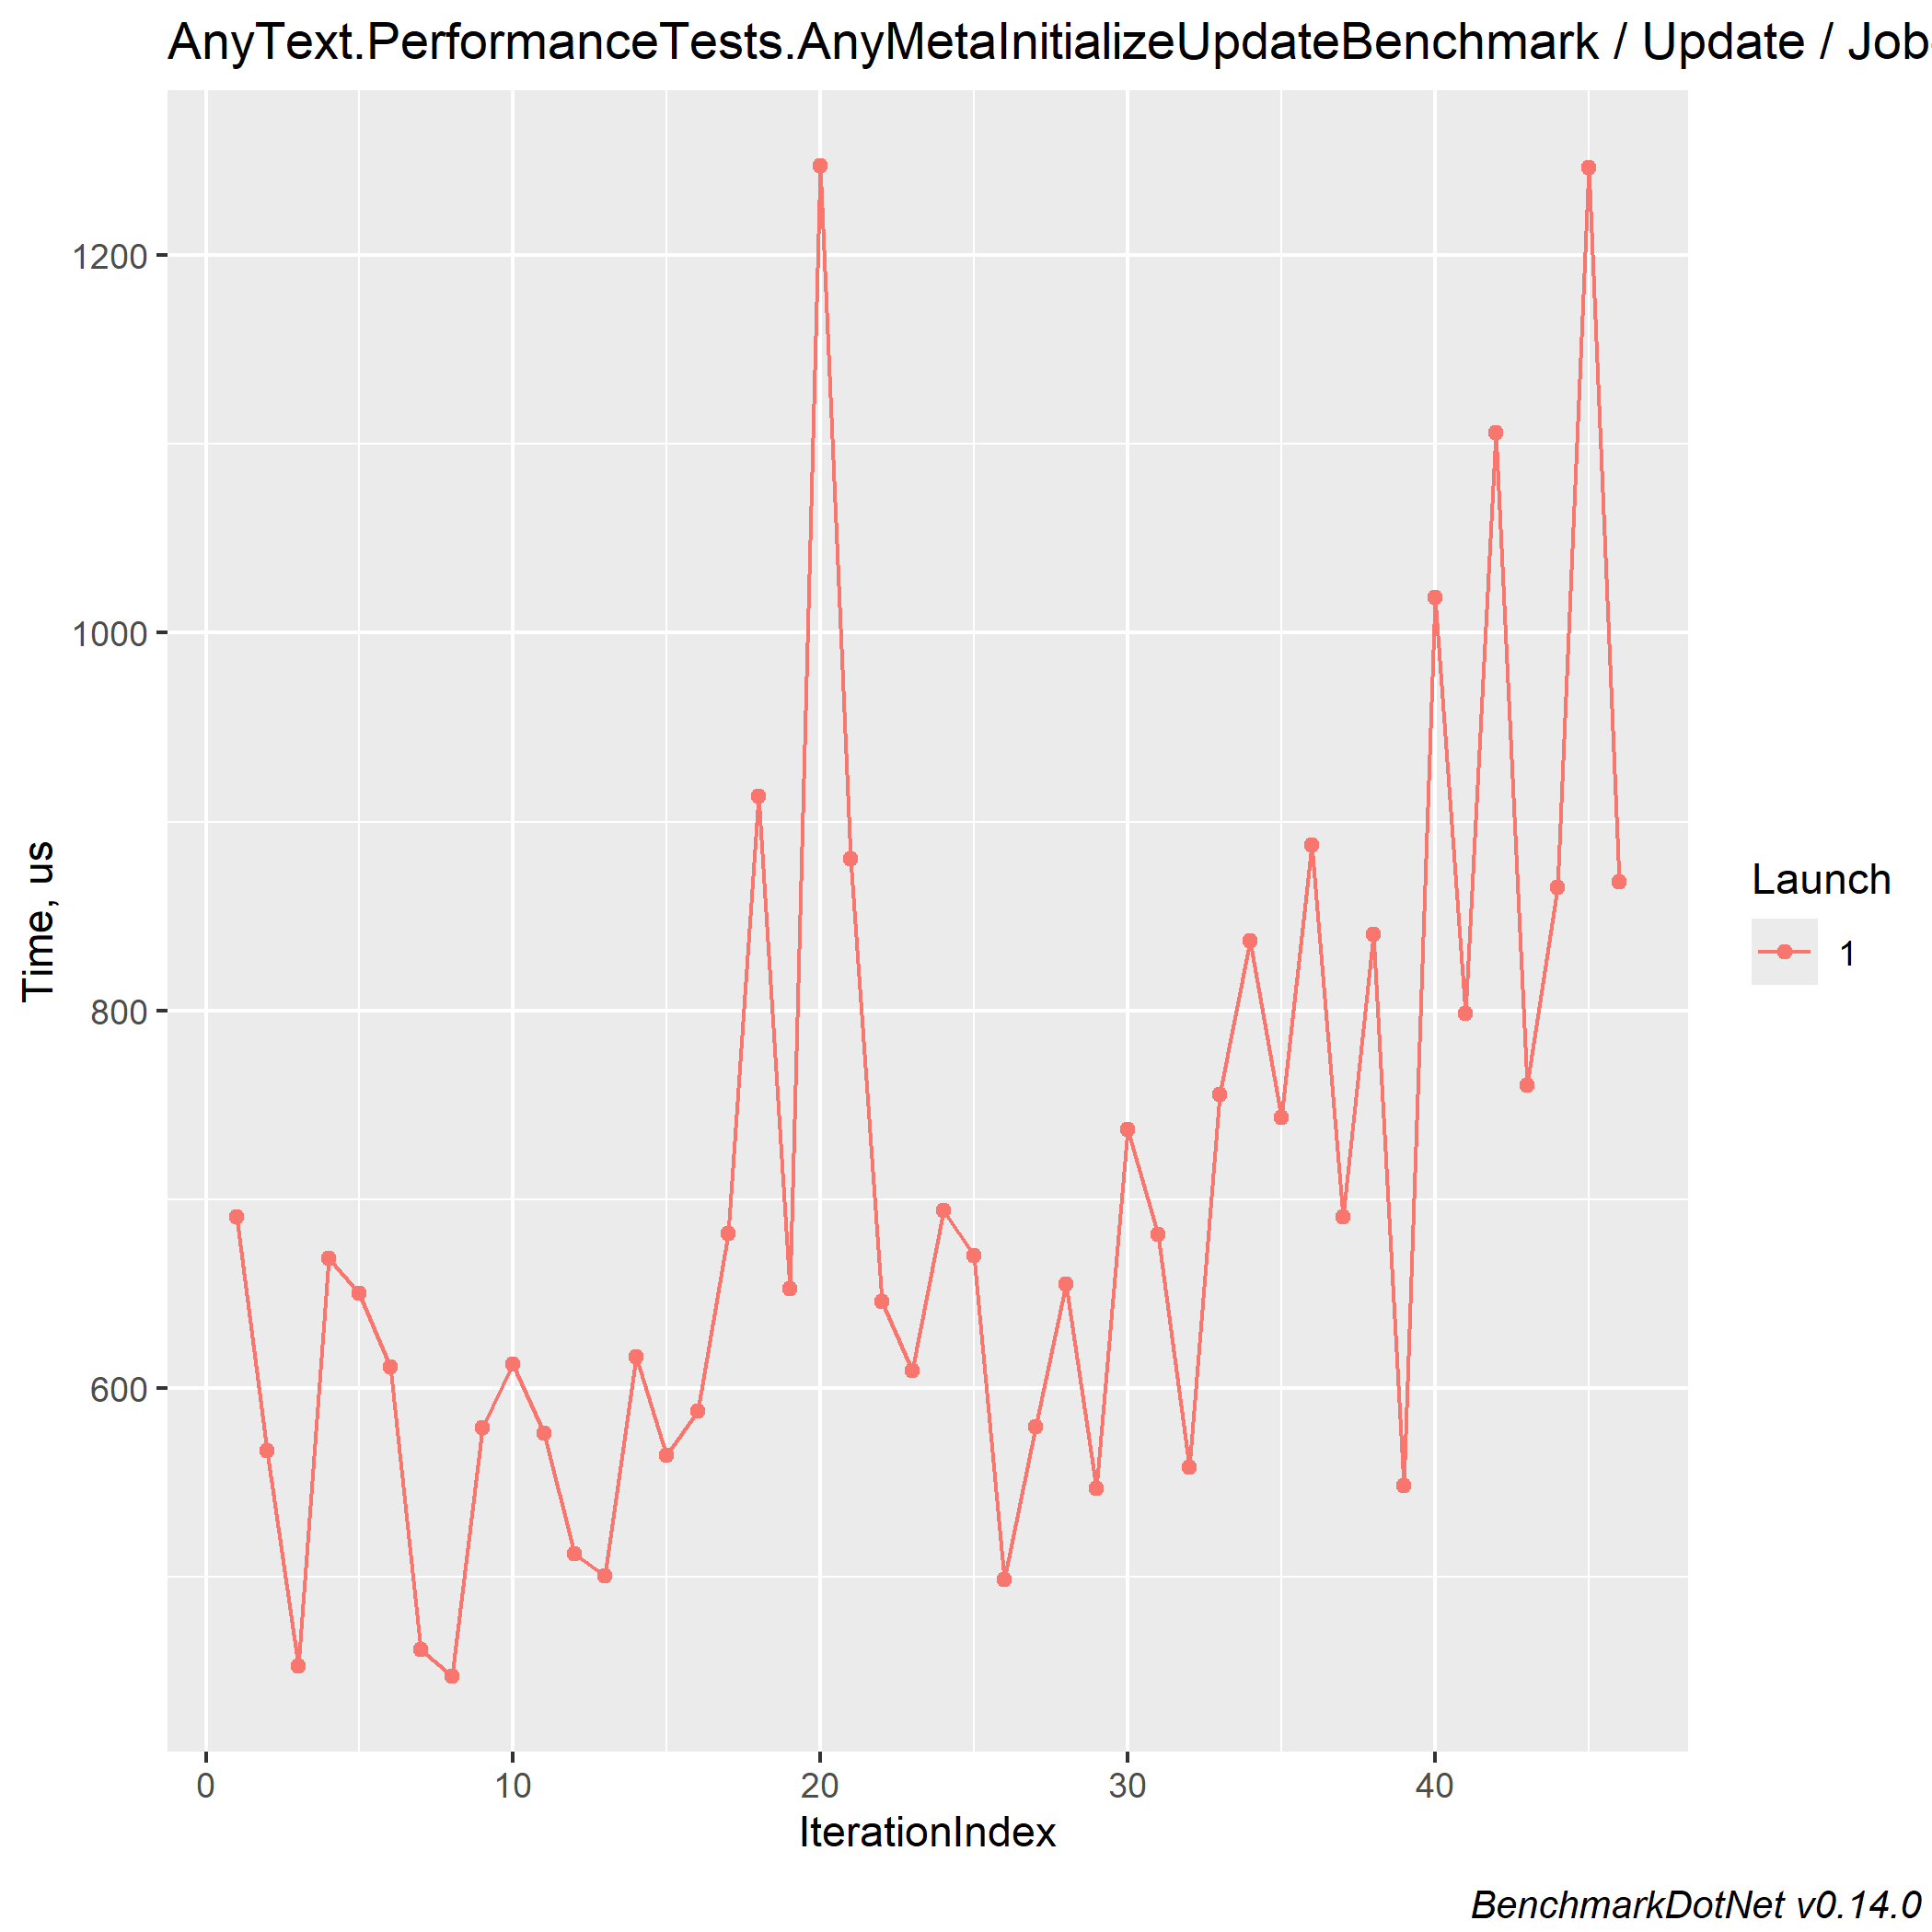 AnyText.PerformanceTests.AnyMetaInitializeUpdateBenchmark / Update / Job
1200
1000
800
600
Time, us
0 10 20 30 40
IterationIndex
Launch
1
BenchmarkDotNet v0.14.0